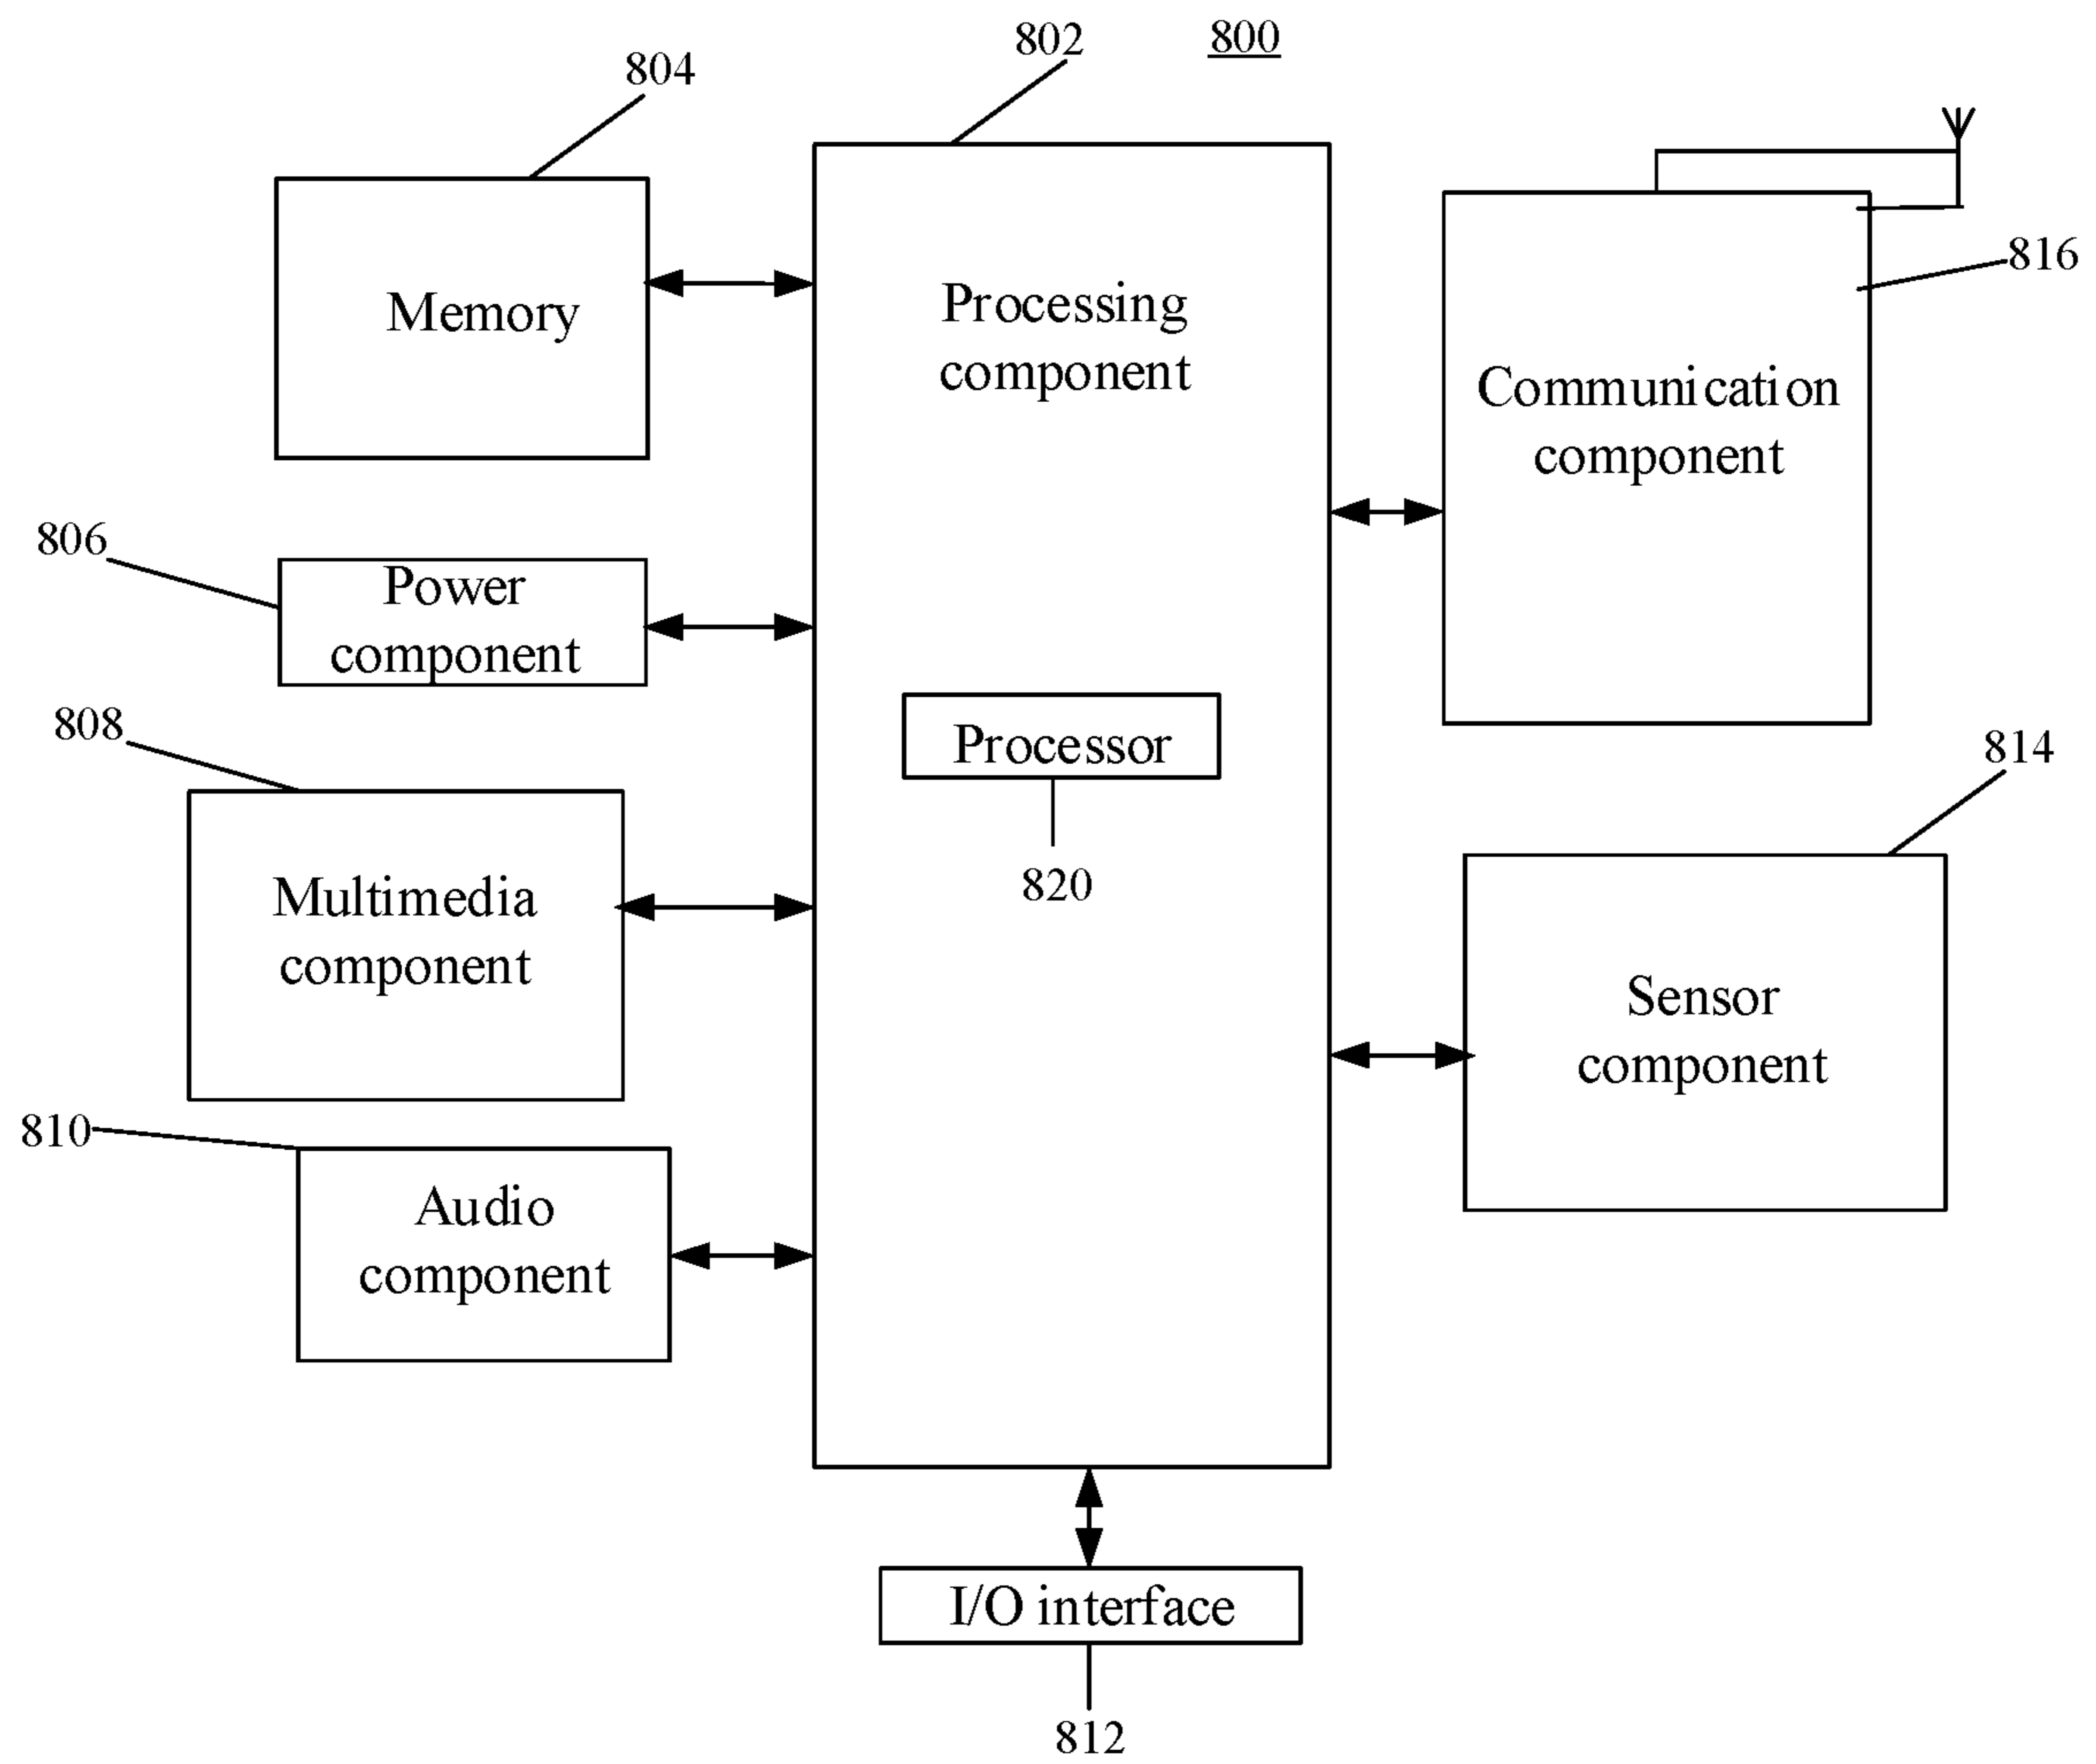 802
800
804
816
Memory
Processing
component
Communication
component
806
Power
component
808
Processor
814
820
Multimedia
component
Sensor
component
810
Audio
component
I/O interface
812